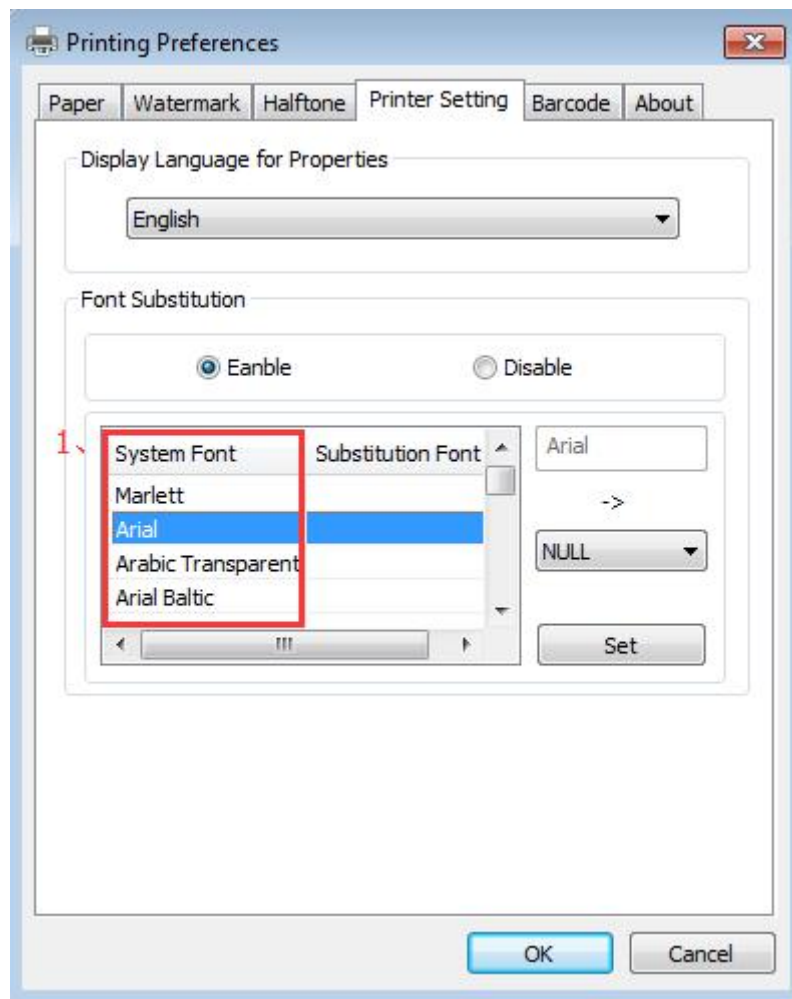 Printing Preferences
Paper Watermark Halftone Printer Setting Barcode About
Display Language for Properties
English
Font Substitution
Eanble Disable
1、
System Font Substitution Font
Arial
Marlett
->
Arial
NULL
Arabic Transparent
Arial Baltic
Set
OK Cancel